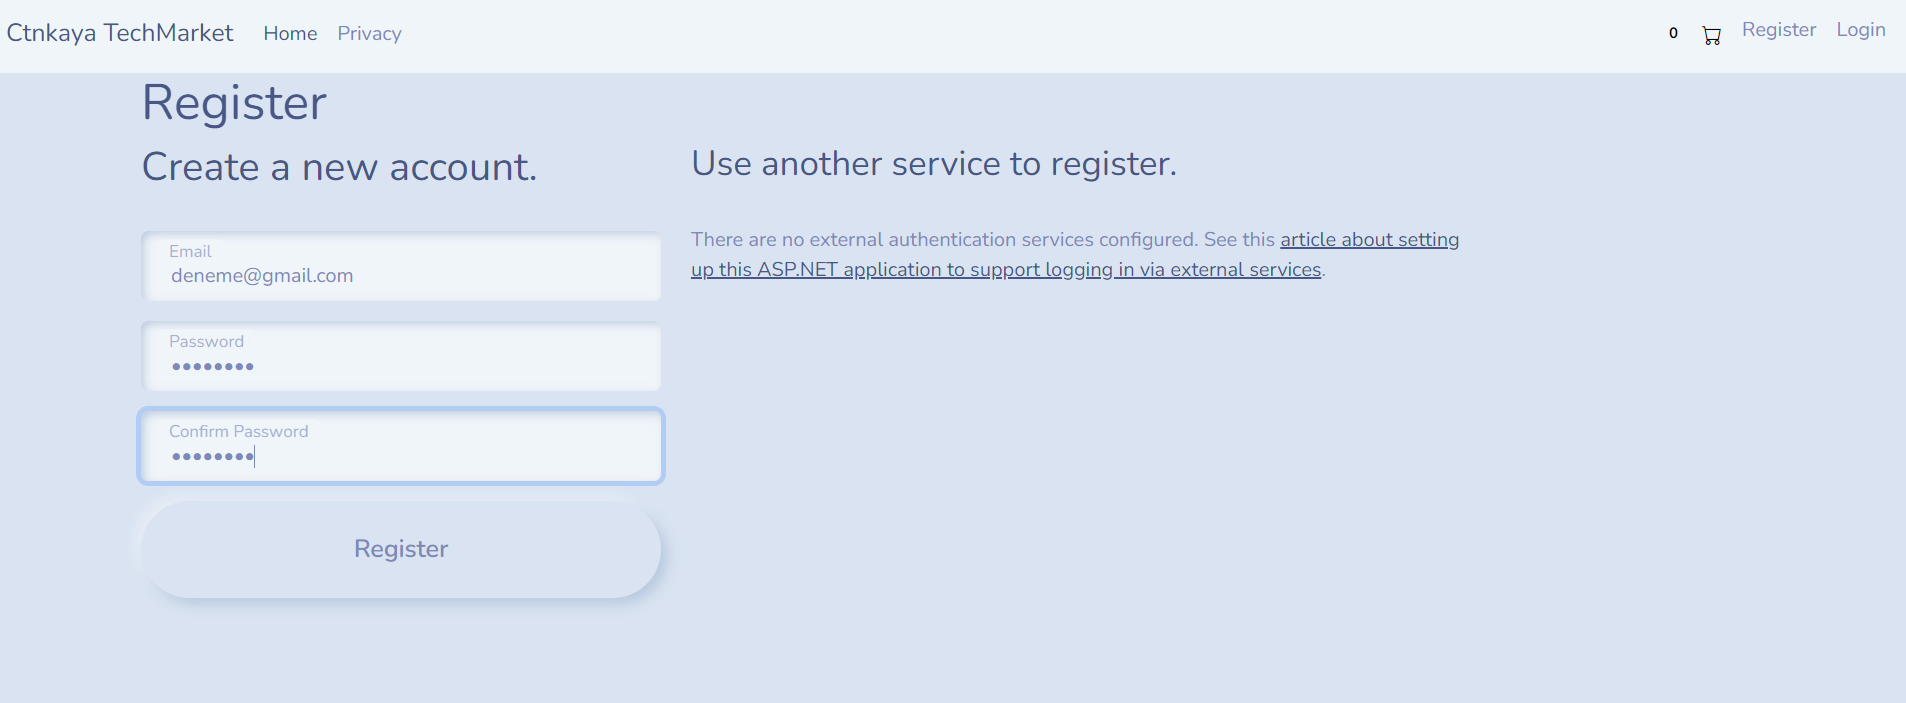 Ctnkaya TechMarket Home Privacy 0 Register Login
Register
Create a new account.
Email
deneme@gmail.com
Password
••••••••
Confirm Password
••••••••
Register
Use another service to register.
There are no external authentication services configured. See this article about setting
up this ASP.NET application to support logging in via external services.